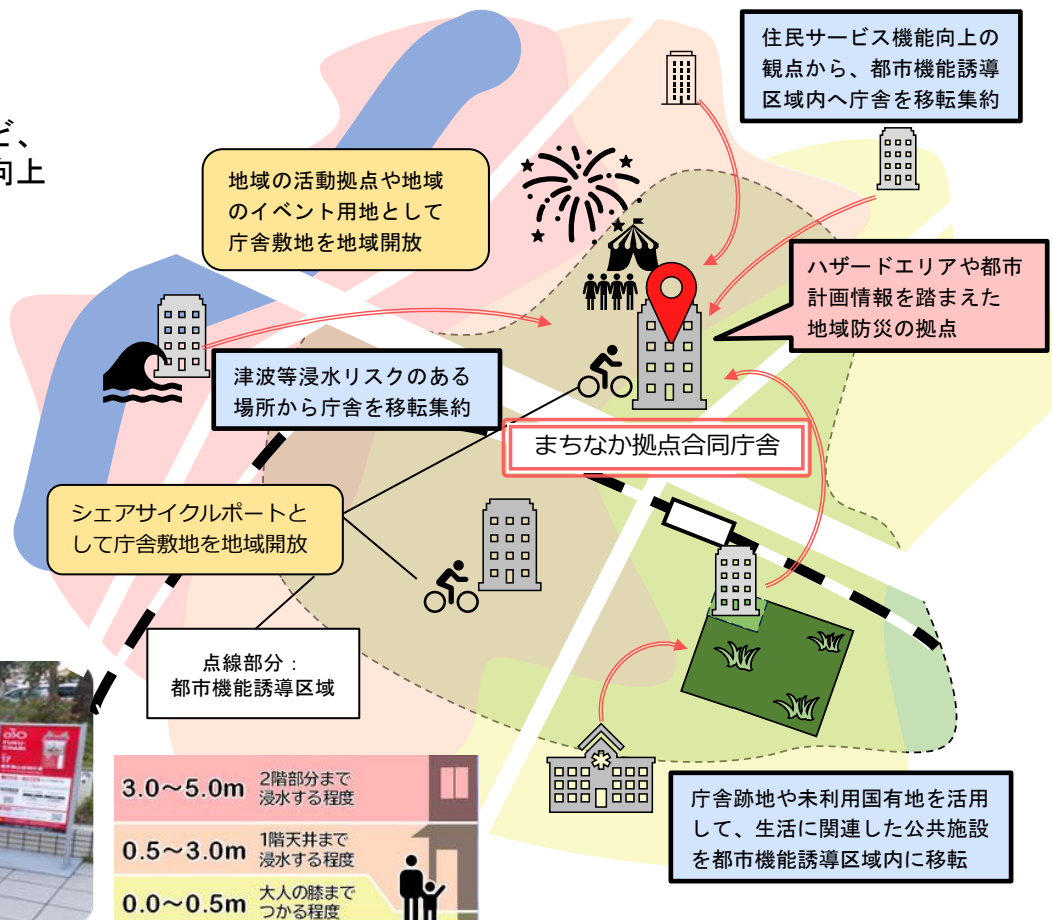 ビ、
向上
住民サービス機能向上の
観点から、都市機能誘導
区域内へ庁舎を移転集約
地域の活動拠点や地域
のイベント用地として
庁舎敷地を地域開放
ハザードエリアや都市
計画情報を踏まえた
地域防災の拠点
津波等浸水リスクのある
場所から庁舎を移転集約
まちなか拠点合同庁舎
シェアサイクルポートと
して庁舎敷地を地域開放
点線部分：
都市機能誘導区域
3.0～5.0m 2階部分まで
浸水する程度
0.5～3.0m 1階天井まで
浸水する程度
0.0～0.5m 大人の膝まで
つかる程度
庁舎跡地や未利用国有地を活用
して、生活に関連した公共施設
を都市機能誘導区域内に移転
17